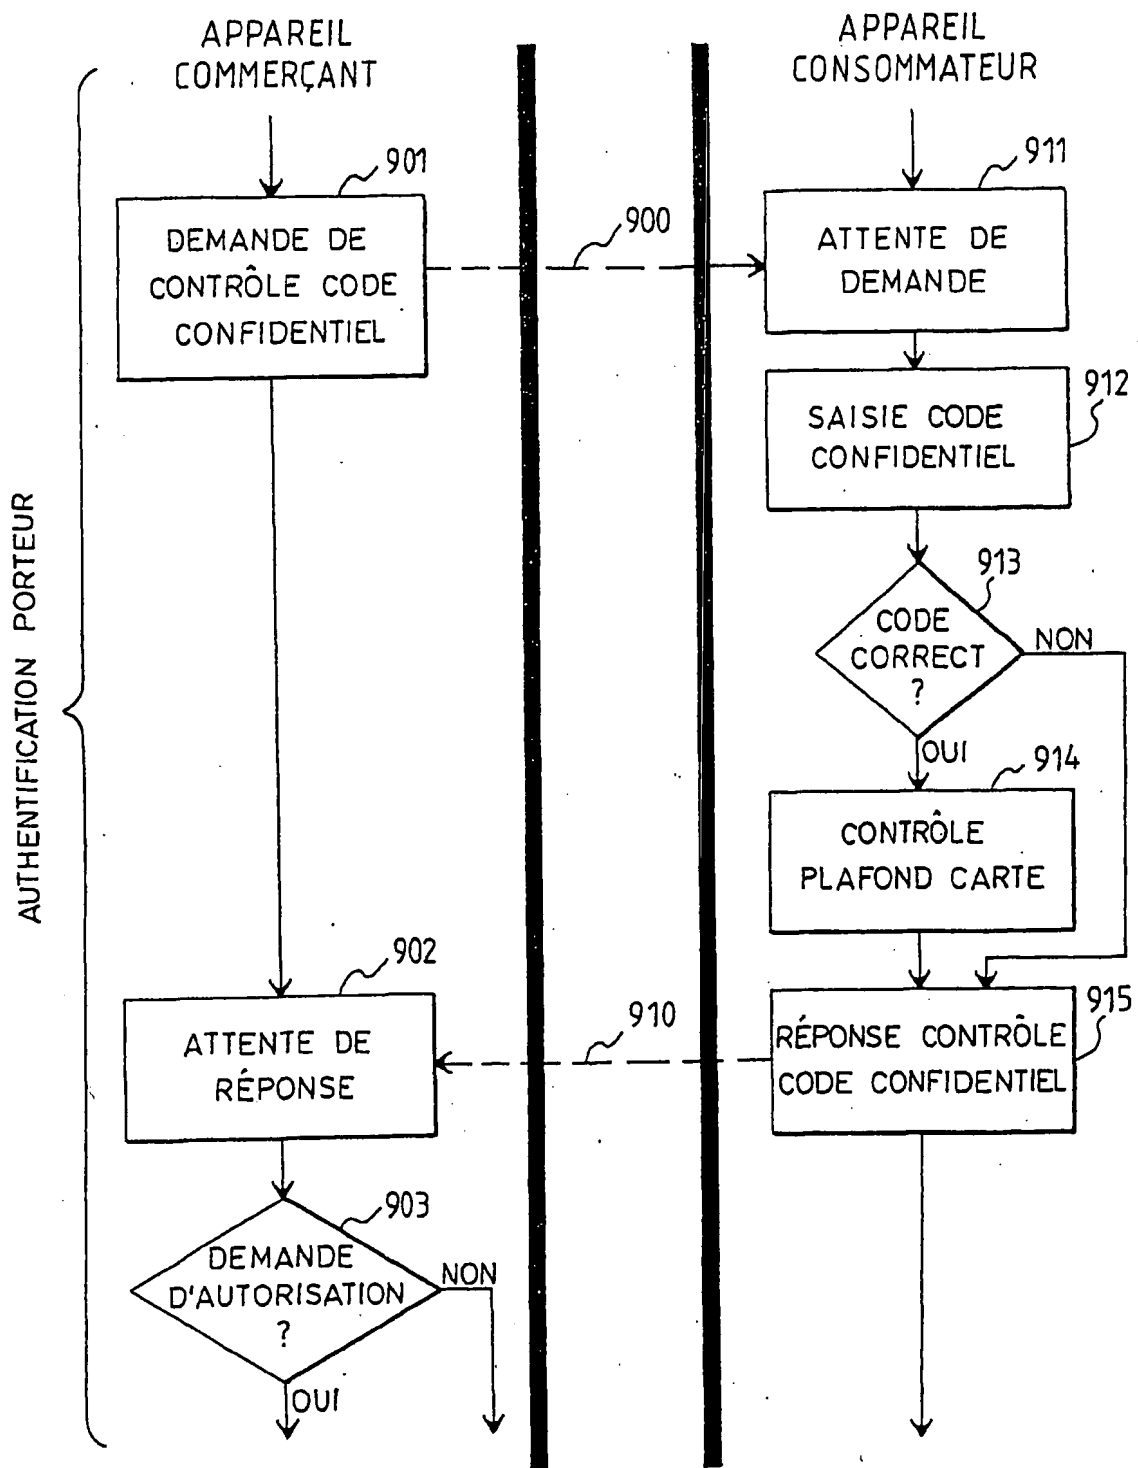 APPAREIL
COMMERÇANT
APPAREIL
CONSOMMATEUR
901
DEMANDE DE
CONTRÔLE CODE
CONFIDENTIEL
900
911
ATTENTE DE
DEMANDE
912
SAISIE CODE
CONFIDENTIEL
913
CODE
CORRECT
?
NON
OUI
914
CONTRÔLE
PLAFOND CARTE
AUTHENTIFICATION PORTEUR
902
ATTENTE DE
RÉPONSE
910
915
RÉPONSE CONTRÔLE
CODE CONFIDENTIEL
903
DEMANDE
D'AUTORISATION
?
NON
OUI